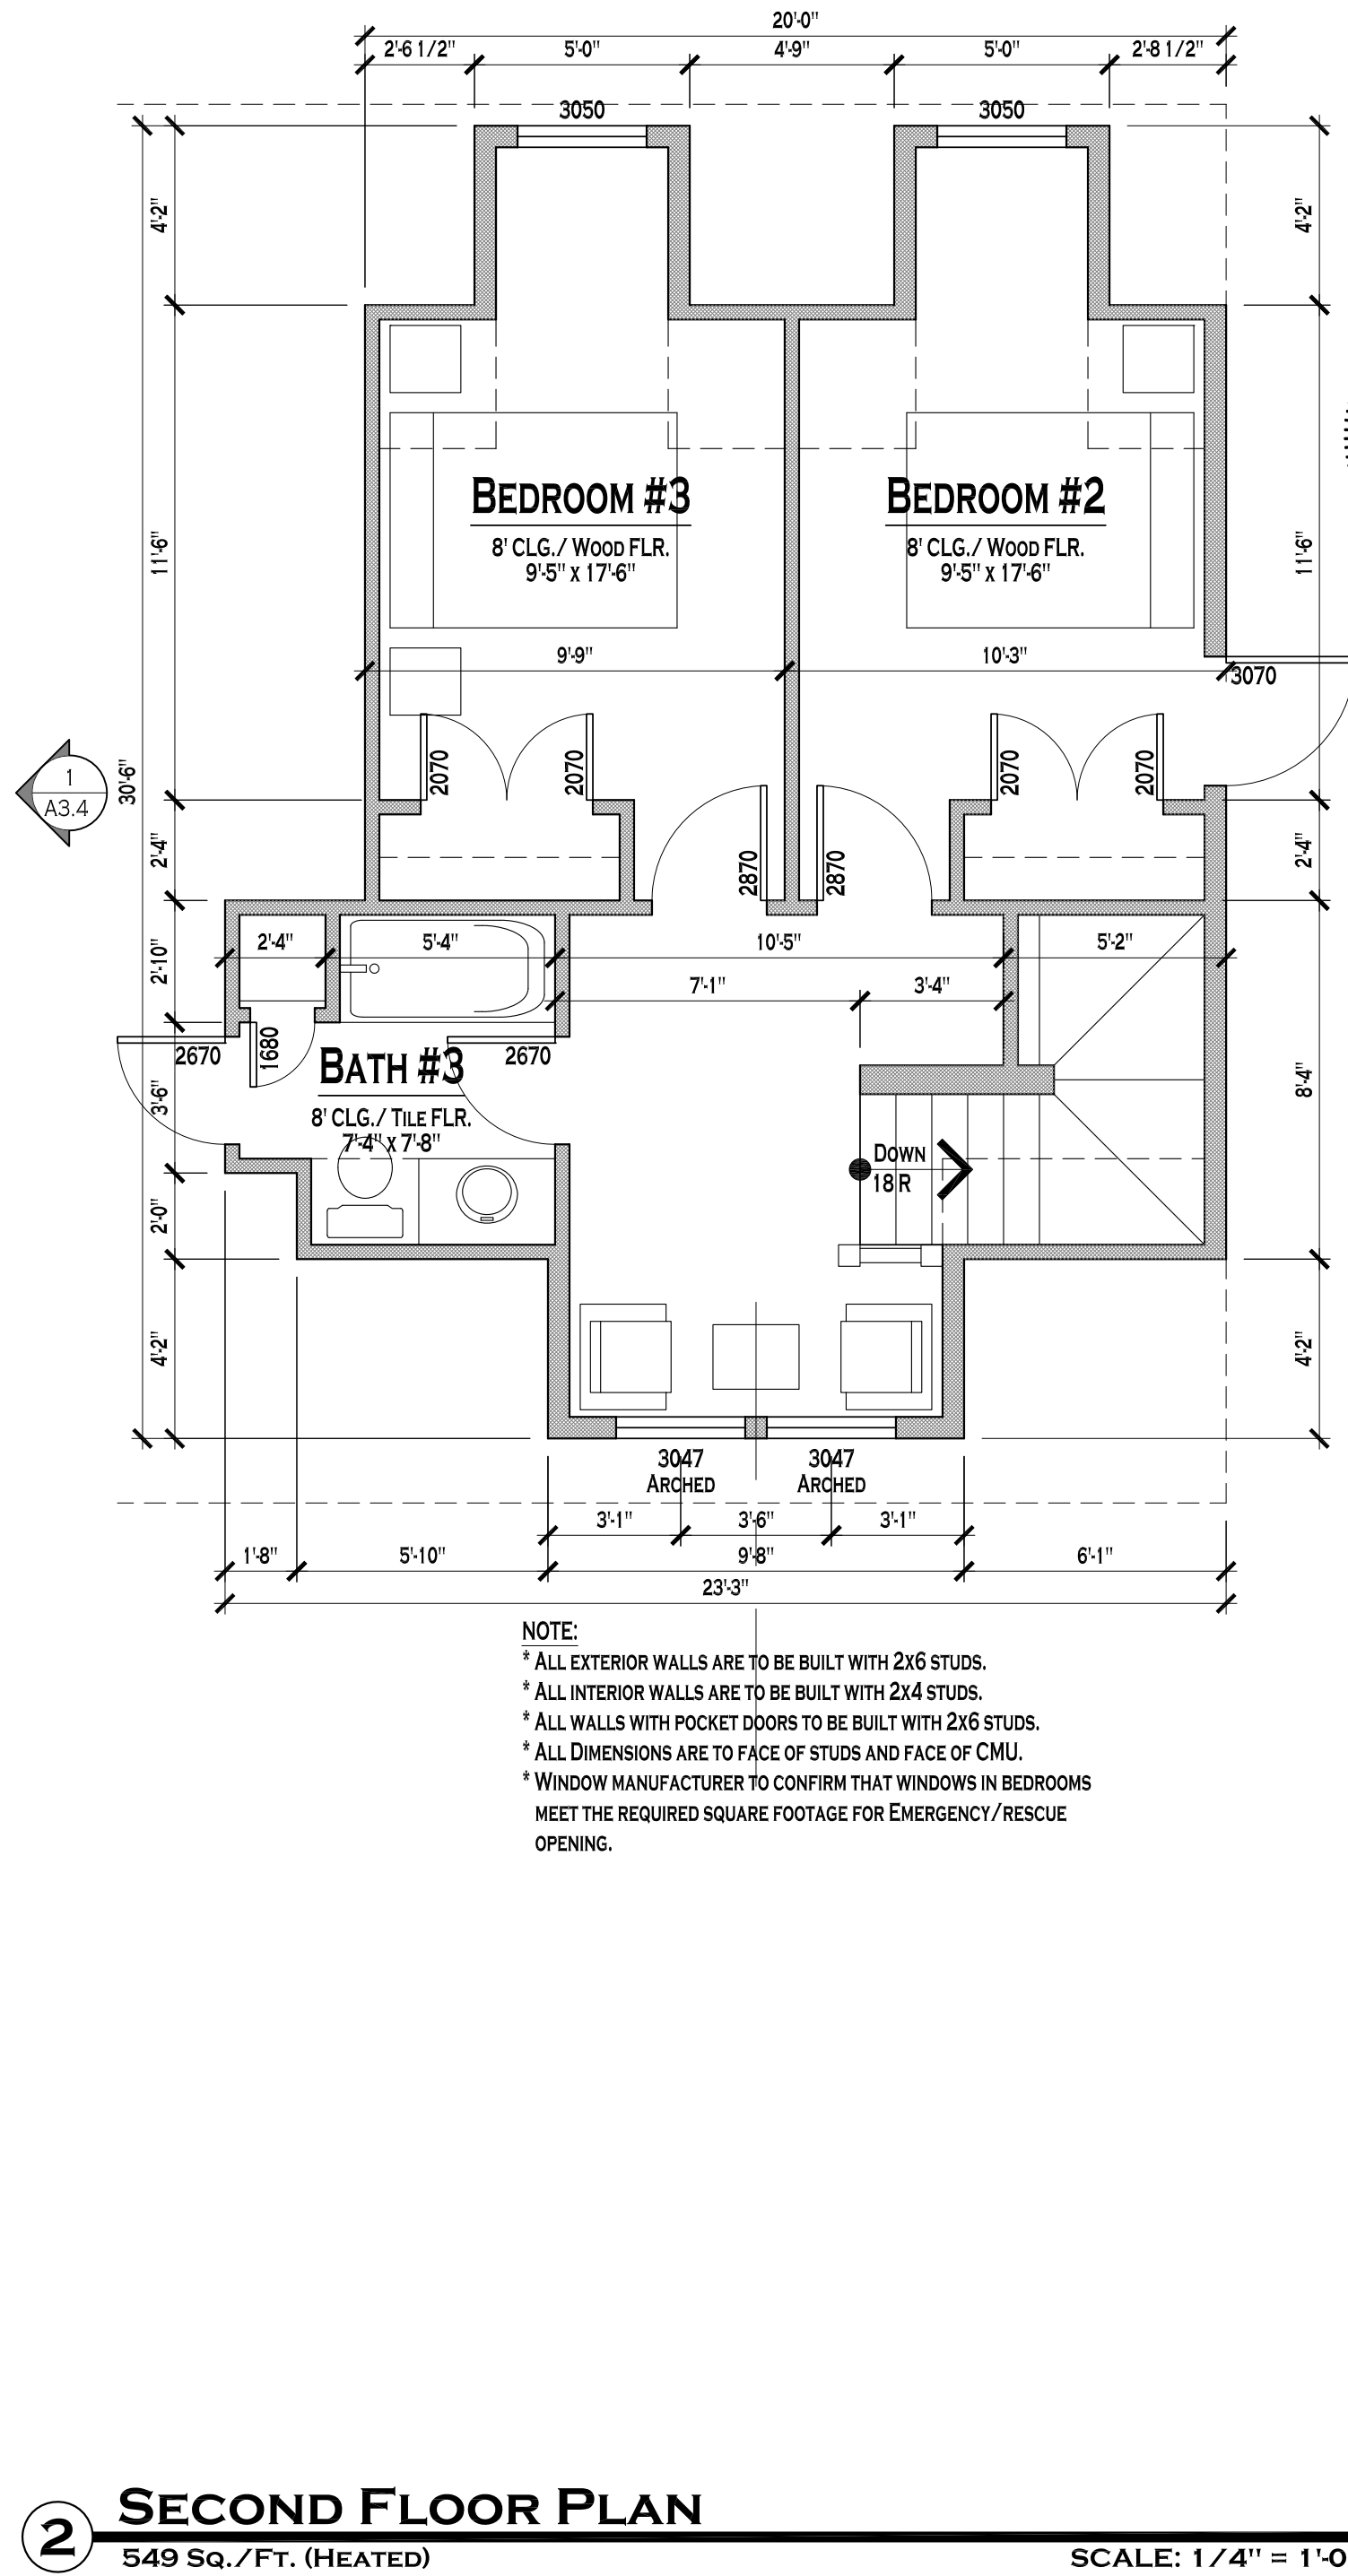 20'-0"
2'-6 1/2" 5'-0" 4'-9" 5'-0" 2'-8 1/2"
3050 3050
4'-2" 4'-2"
BEDROOM #3 BEDROOM #2
8' CLG./ WOOD FLR. 8' CLG./ WOOD FLR.
9'-5" X 17'-6" 9'-5" X 17'-6"
11'-6" 11'-6"
9'-9" 10'-3"
3070
2070 2070 2070 2070
1
A3.4
30'-6"
2'-4" 2870 2870 2'-4"
2'-4" 5'-4" 10'-5" 5'-2"
2'-10"
7'-1" 3'-4"
2670 1680 2670
BATH #3
8' CLG./ TILE FLR.
7'-4" X 7'-8"
3'-6" 8'-4"
DOWN
18 R
2'-0"
4'-2" 4'-2"
3047 3047
ARCHED ARCHED
3'-1" 3'-6" 3'-1"
1'-8" 5'-10" 9'-8" 6'-1"
23'-3"
NOTE:
* ALL EXTERIOR WALLS ARE TO BE BUILT WITH 2X6 STUDS.
* ALL INTERIOR WALLS ARE TO BE BUILT WITH 2X4 STUDS.
* ALL WALLS WITH POCKET DOORS TO BE BUILT WITH 2X6 STUDS.
* ALL DIMENSIONS ARE TO FACE OF STUDS AND FACE OF CMU.
* WINDOW MANUFACTURER TO CONFIRM THAT WINDOWS IN BEDROOMS
MEET THE REQUIRED SQUARE FOOTAGE FOR EMERGENCY/RESCUE
OPENING.
2
SECOND FLOOR PLAN
549 SQ./FT. (HEATED) SCALE: 1/4" = 1'-0